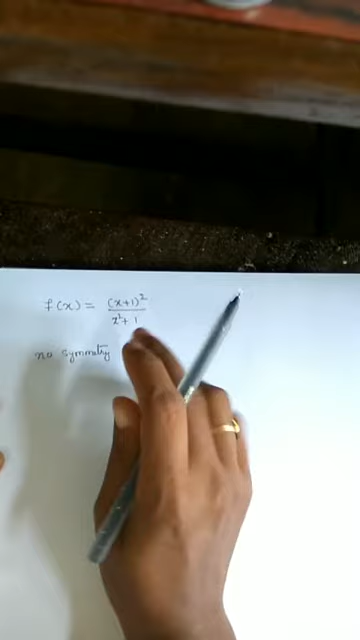 f(x) = (x+1)² / x²+1
no symmetry